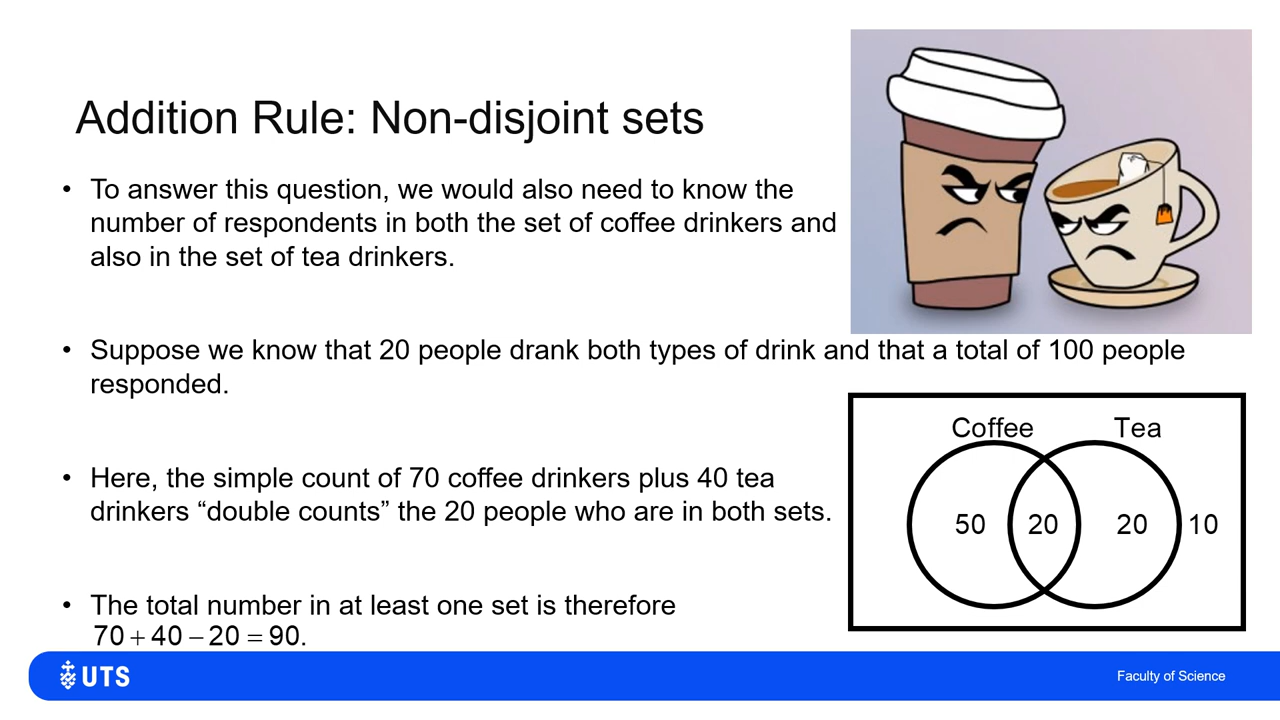 Addition Rule: Non-disjoint sets
• To answer this question, we would also need to know the
number of respondents in both the set of coffee drinkers and
also in the set of tea drinkers.
• Suppose we know that 20 people drank both types of drink and that a total of 100 people
responded.
• Here, the simple count of 70 coffee drinkers plus 40 tea
drinkers “double counts” the 20 people who are in both sets.
• The total number in at least one set is therefore
70 + 40 – 20 = 90.
Coffee Tea
50 20 20 10
UTS
Faculty of Science